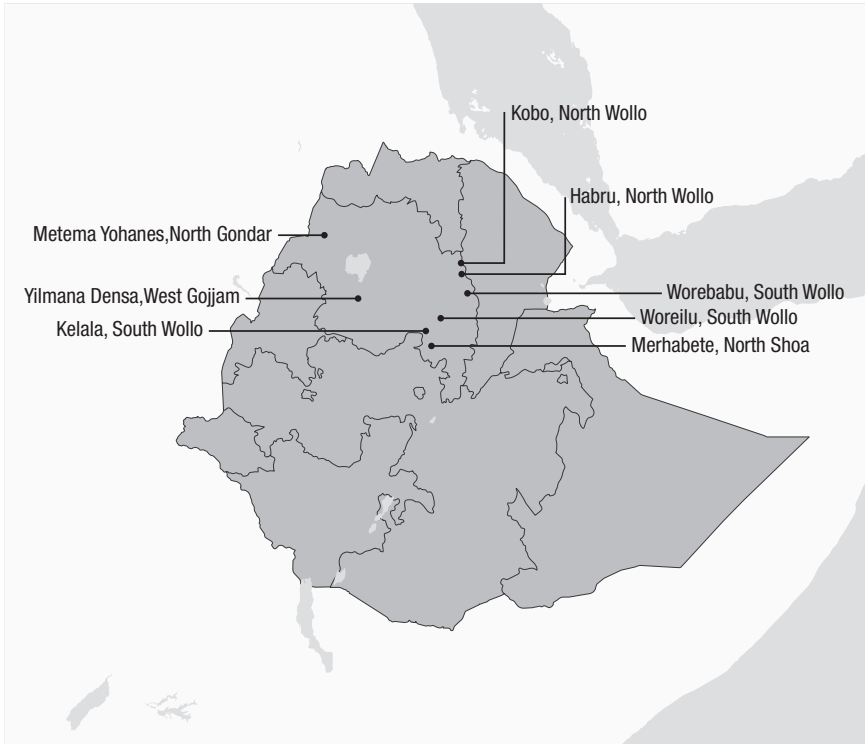 Kobo, North Wollo
Habru, North Wollo
Metema Yohanes,North Gondar
Yilmana Densa,West Gojjam
Worebabu, South Wollo
Woreilu, South Wollo
Kelala, South Wollo
Merhabete, North Shoa